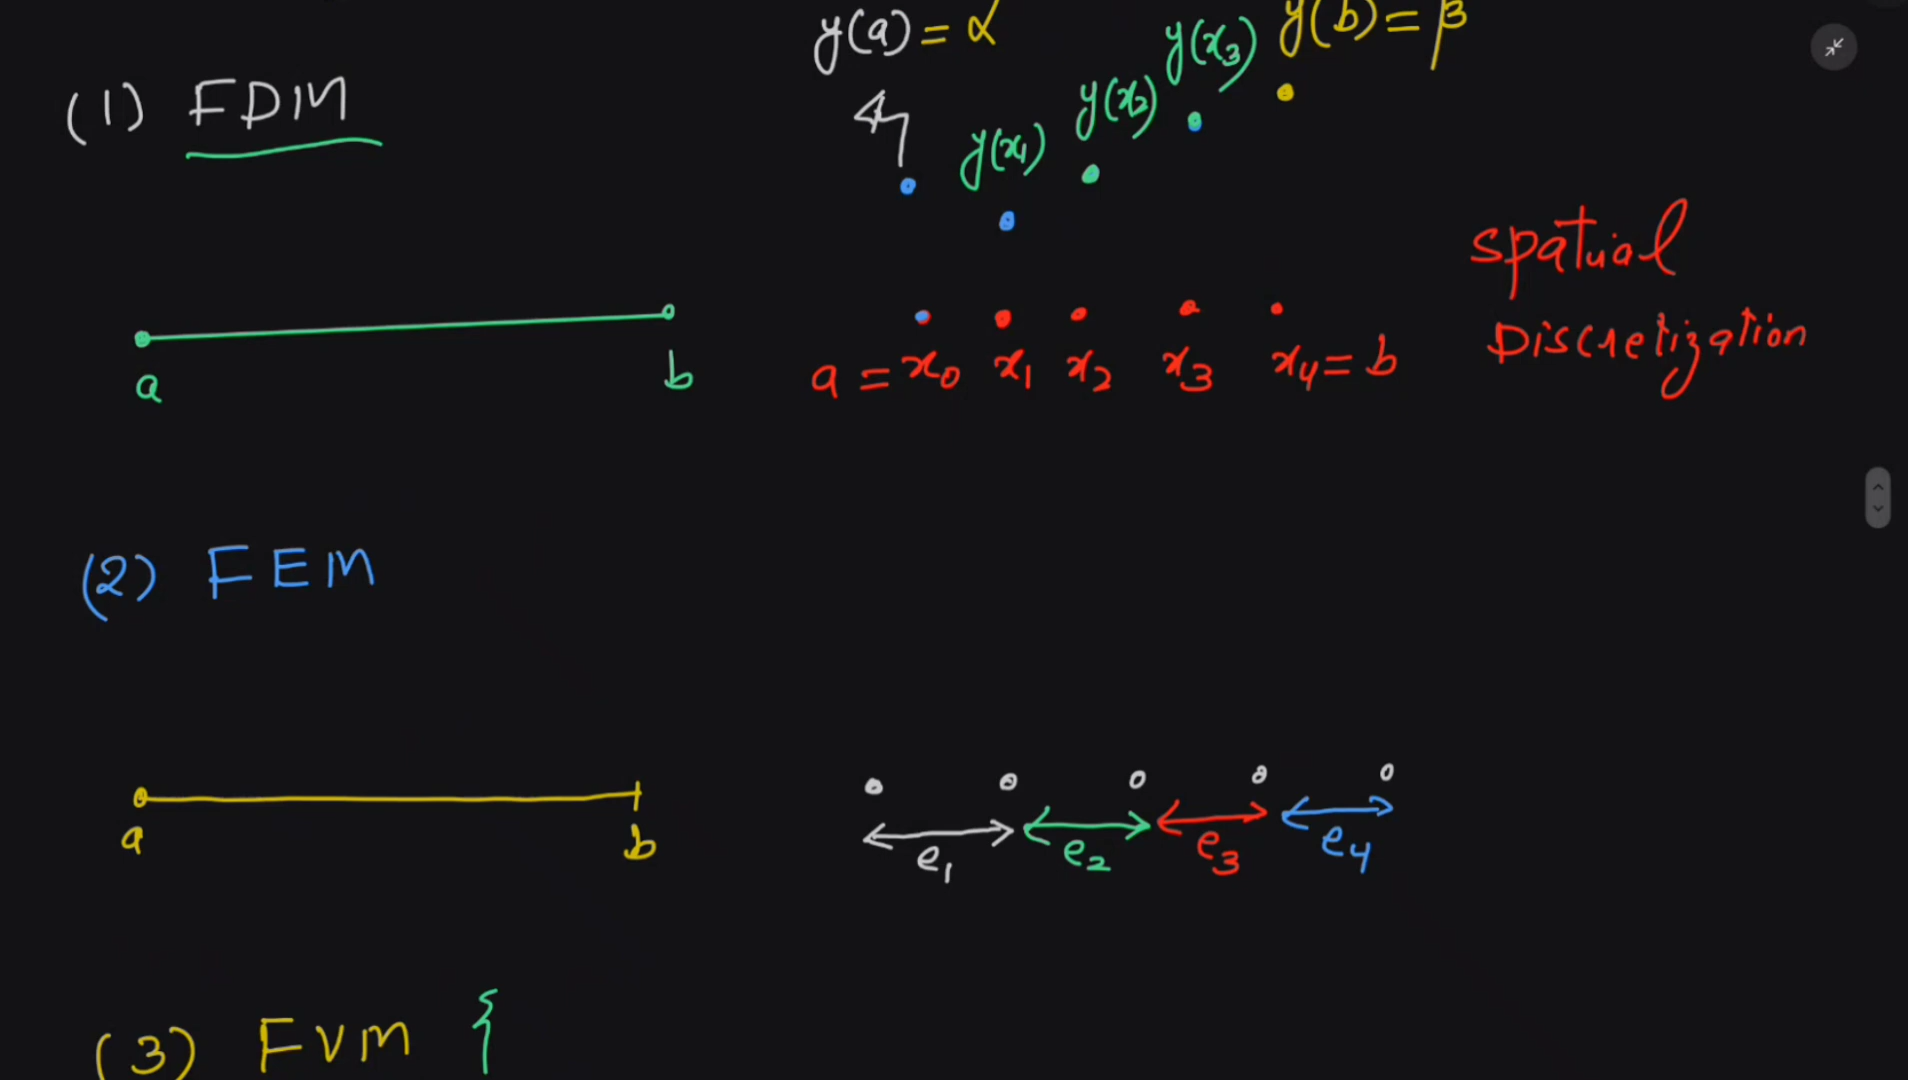 y(a) = α
y(b) = β
(1) FDM
y(x₁)
y(x₂)
y(x₃)
spatial
Discretization
a
b
a = x₀ x₁ x₂ x₃ x₄ = b
(2) FEM
a
b
e₁ e₂ e₃ e₄
(3) FVM {